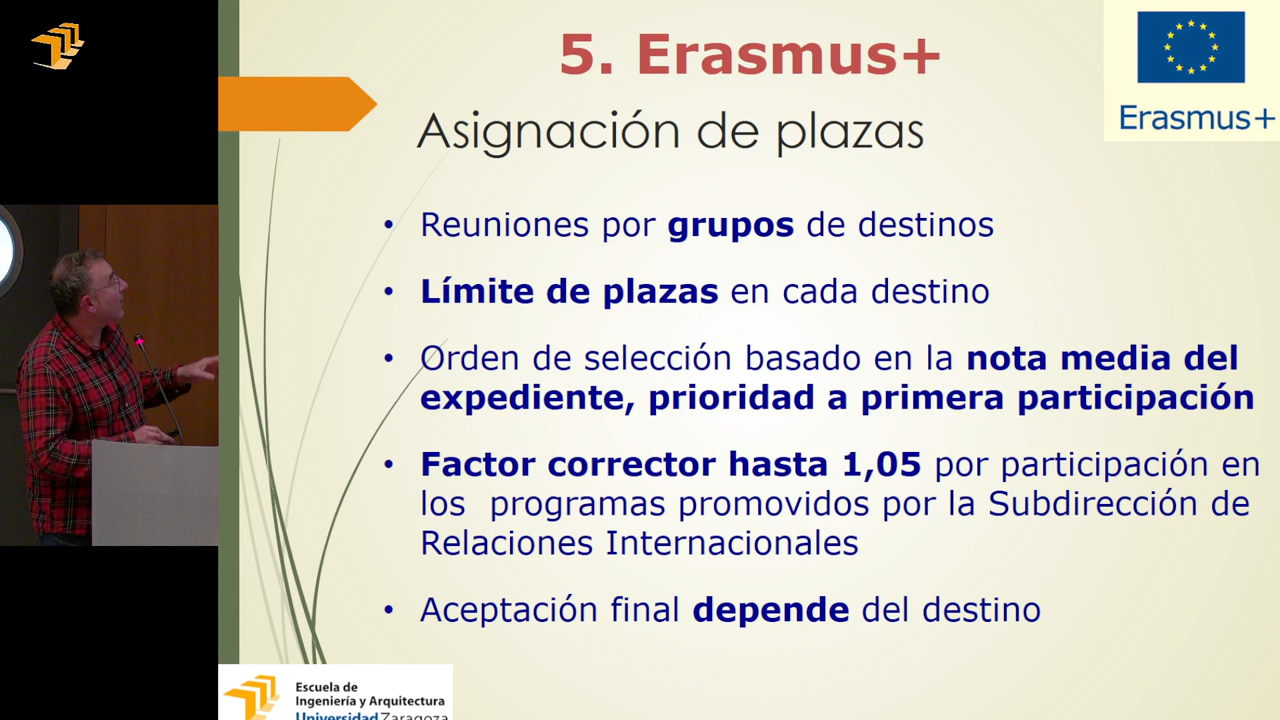 5. Erasmus+
Erasmus+
Asignación de plazas
• Reuniones por grupos de destinos
• Límite de plazas en cada destino
• Orden de selección basado en la nota media del
expediente, prioridad a primera participación
• Factor corrector hasta 1,05 por participación en
los programas promovidos por la Subdirección de
Relaciones Internacionales
• Aceptación final depende del destino
Escuela de
Ingeniería y Arquitectura
Universidad Zaragoza